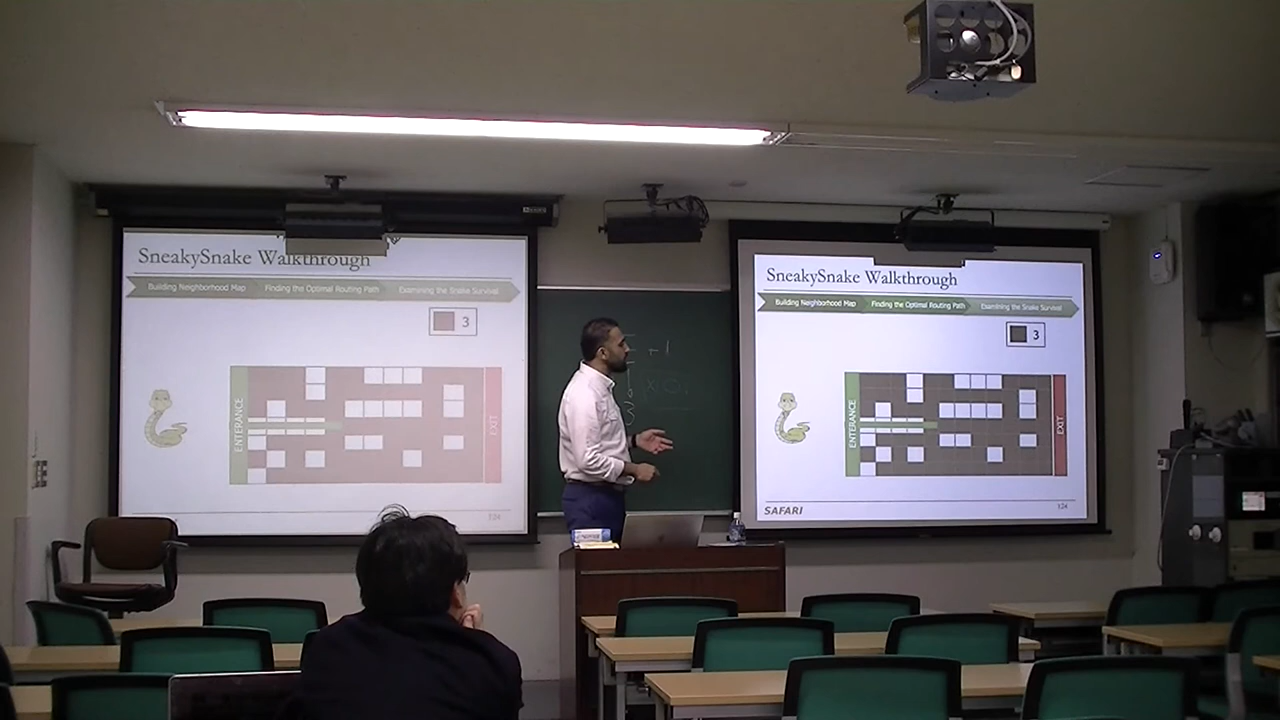 SneakySnake Walkthrough
Building Neighborhood Map
Finding the Optimal Routing Path
Examining the Snake Survival
3
ENTERANCE
EXIT
124
+1
SneakySnake Walkthrough
Building Neighborhood Map
Finding the Optimal Routing Path
Examining the Snake Survival
3
ENTERANCE
EXIT
SAFARI
124